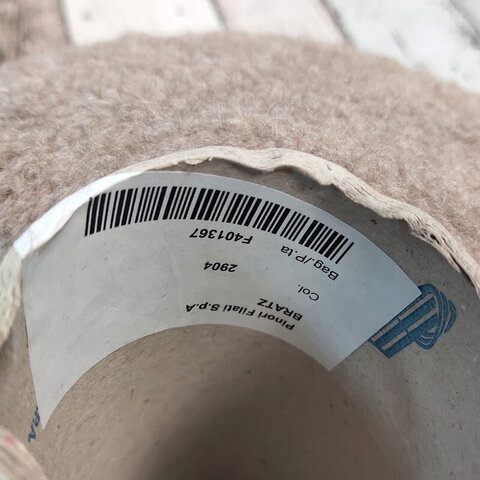 Pinori Filati S.p.A
BRATZ
Col. 2904
Bag./P.ta F401367